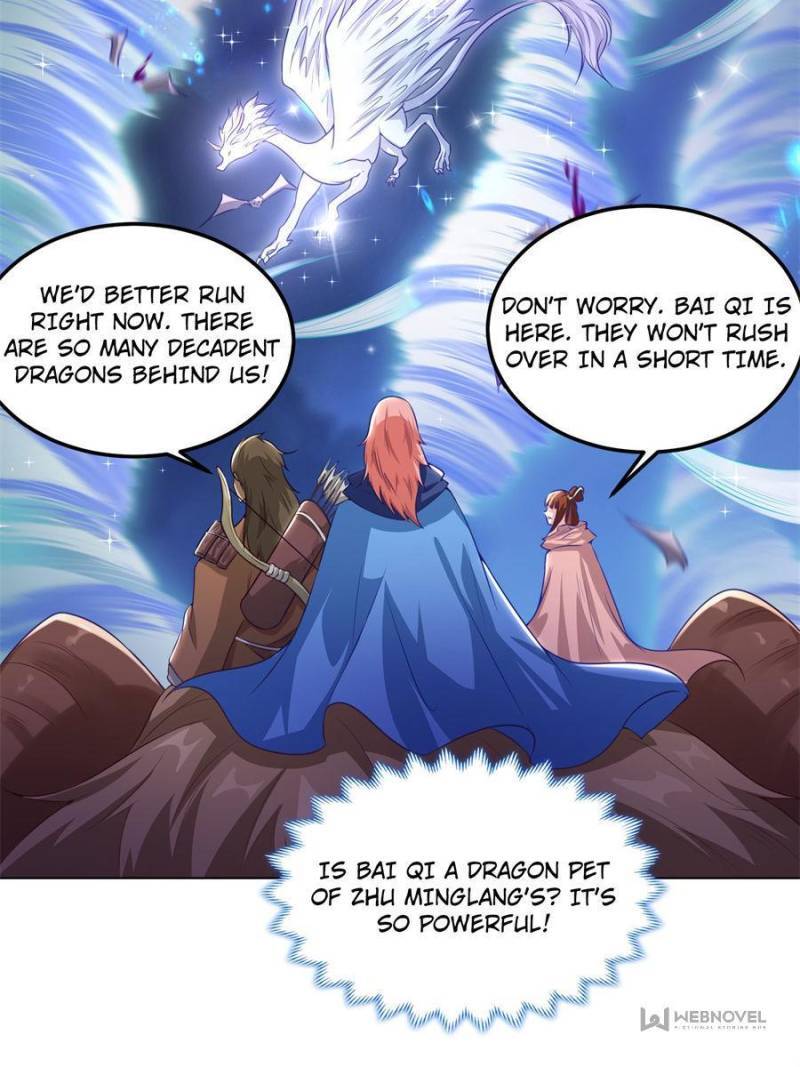 WE'D BETTER RUN
RIGHT NOW. THERE
ARE SO MANY DECADENT
DRAGONS BEHIND US!
DON'T WORRY. BAI QI IS
HERE. THEY WON'T RUSH
OVER IN A SHORT TIME.
IS BAI QI A DRAGON PET
OF ZHU MINGLANG'S? IT'S
SO POWERFUL!
WEBNOVEL